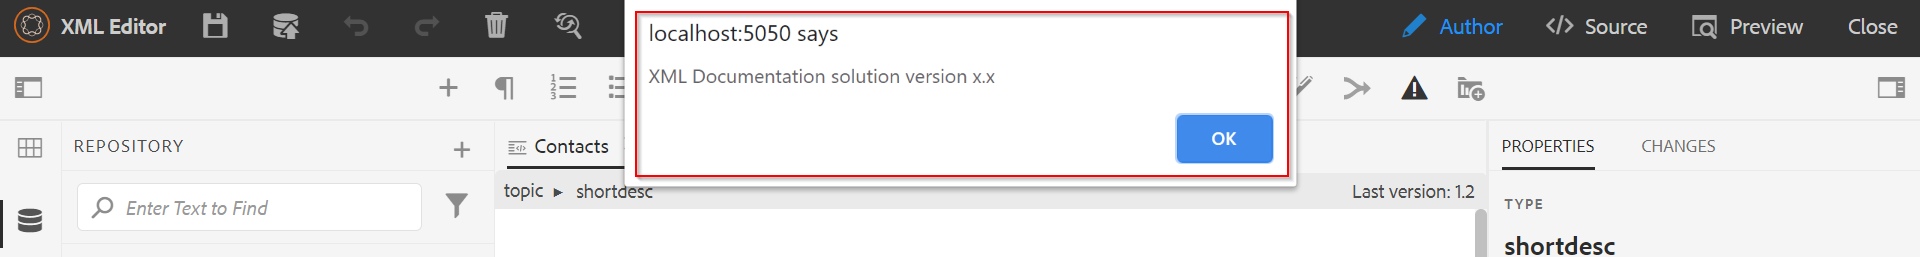 XML Editor
localhost:5050 says
Author
Source
Preview
Close
XML Documentation solution version x.x
OK
REPOSITORY
Contacts
PROPERTIES
CHANGES
Enter Text to Find
topic ▸ shortdesc
Last version: 1.2
TYPE
shortdesc